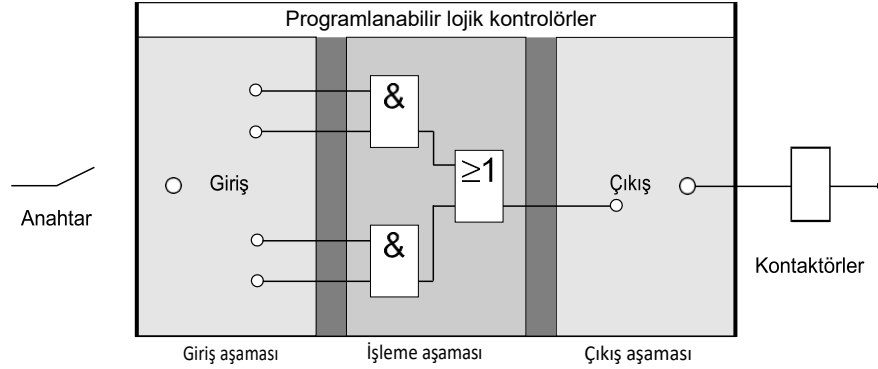 Programlanabilir lojik kontrolörler
&
≥1
Giriş
Çıkış
Anahtar
&
Kontaktörler
Giriş aşaması
İşleme aşaması
Çıkış aşaması